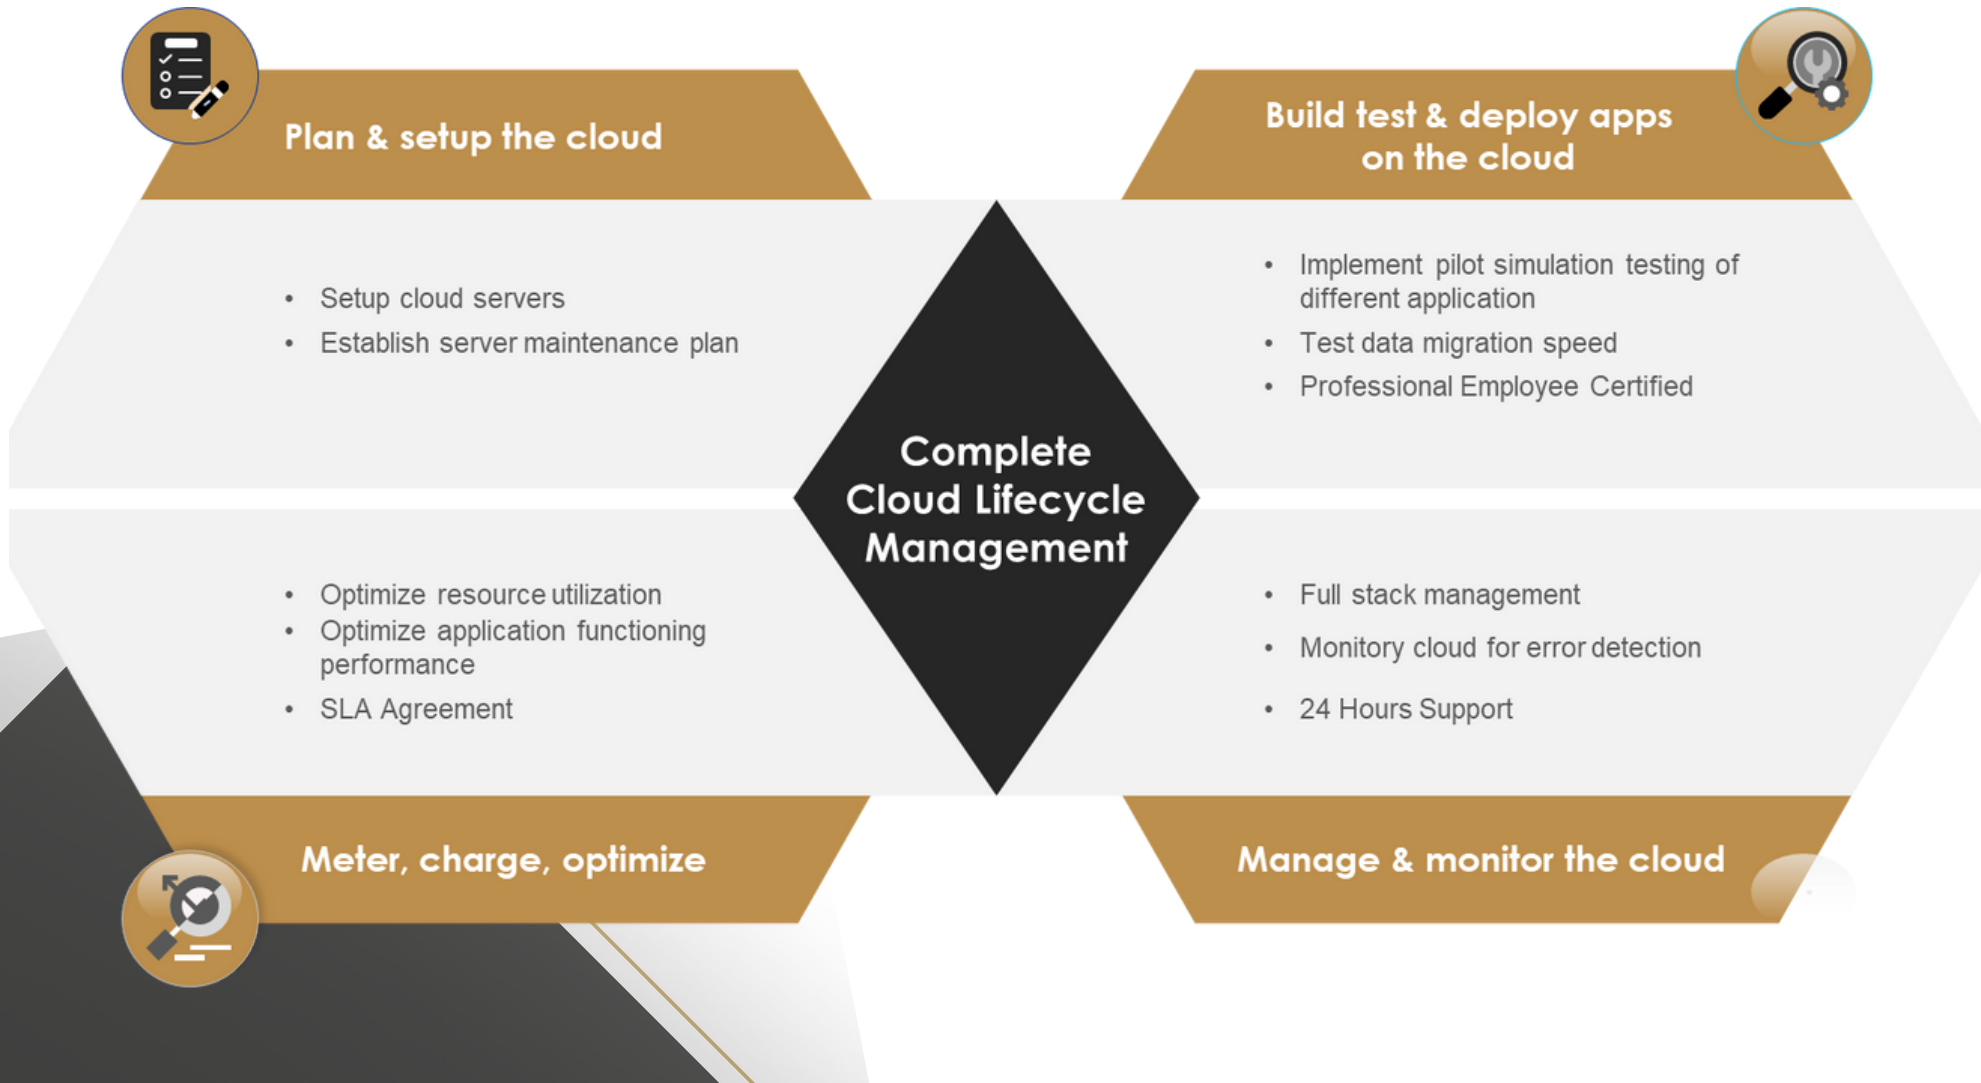 Plan & setup the cloud
• Setup cloud servers
• Establish server maintenance plan
Build test & deploy apps
on the cloud
• Implement pilot simulation testing of
different application
• Test data migration speed
• Professional Employee Certified
Complete
Cloud Lifecycle
Management
• Optimize resource utilization
• Optimize application functioning
performance
• SLA Agreement
Meter, charge, optimize
• Full stack management
• Monitory cloud for error detection
• 24 Hours Support
Manage & monitor the cloud